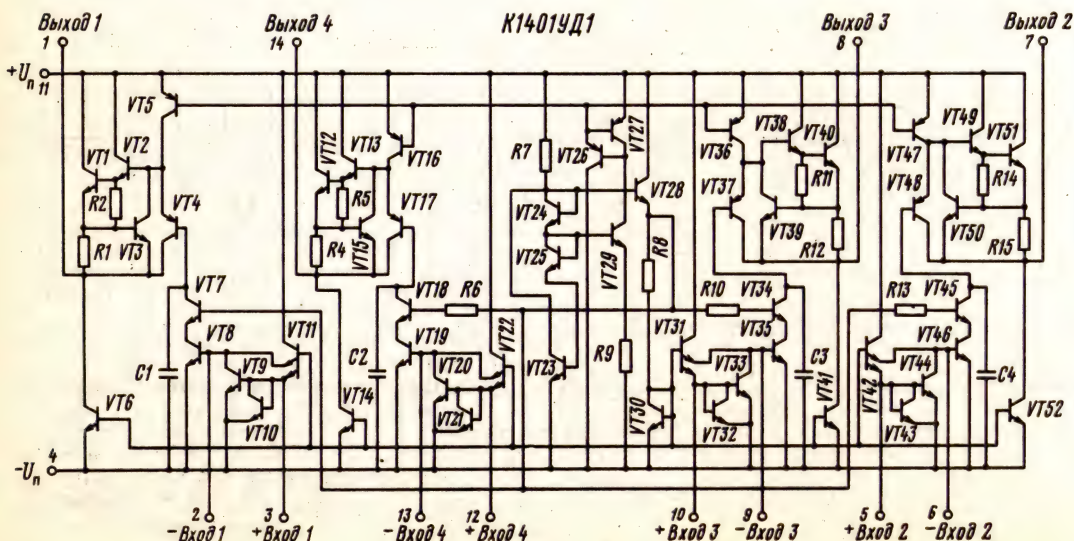 Выход 1
Выход 4
К1401УД1
Выход 3
Выход 2
1
14
8
7
+Uп 11
VT5
VT2
VT1
R2
VT4
R1
VT3
VT7
VT8
VT11
VT9
C1
VT10
VT6
VT12
VT13
VT16
R5
VT17
R4
VT15
VT18
R6
VT19
VT22
C2
VT20
VT14
VT21
R7
VT26
VT27
VT28
VT24
VT25
R8
VT29
VT23
R9
VT30
VT36
VT38
VT40
R11
VT37
VT39
R12
R10
VT34
VT31
VT35
VT33
C3
VT41
VT32
VT49
VT51
VT47
R14
VT48
VT50
R15
R13
VT45
VT46
VT44
VT42
C4
VT43
VT52
-Uп 4
2
3
13
12
10
9
5
6
-Вход 1
+Вход 1
-Вход 4
+Вход 4
+Вход 3
-Вход 3
+Вход 2
-Вход 2